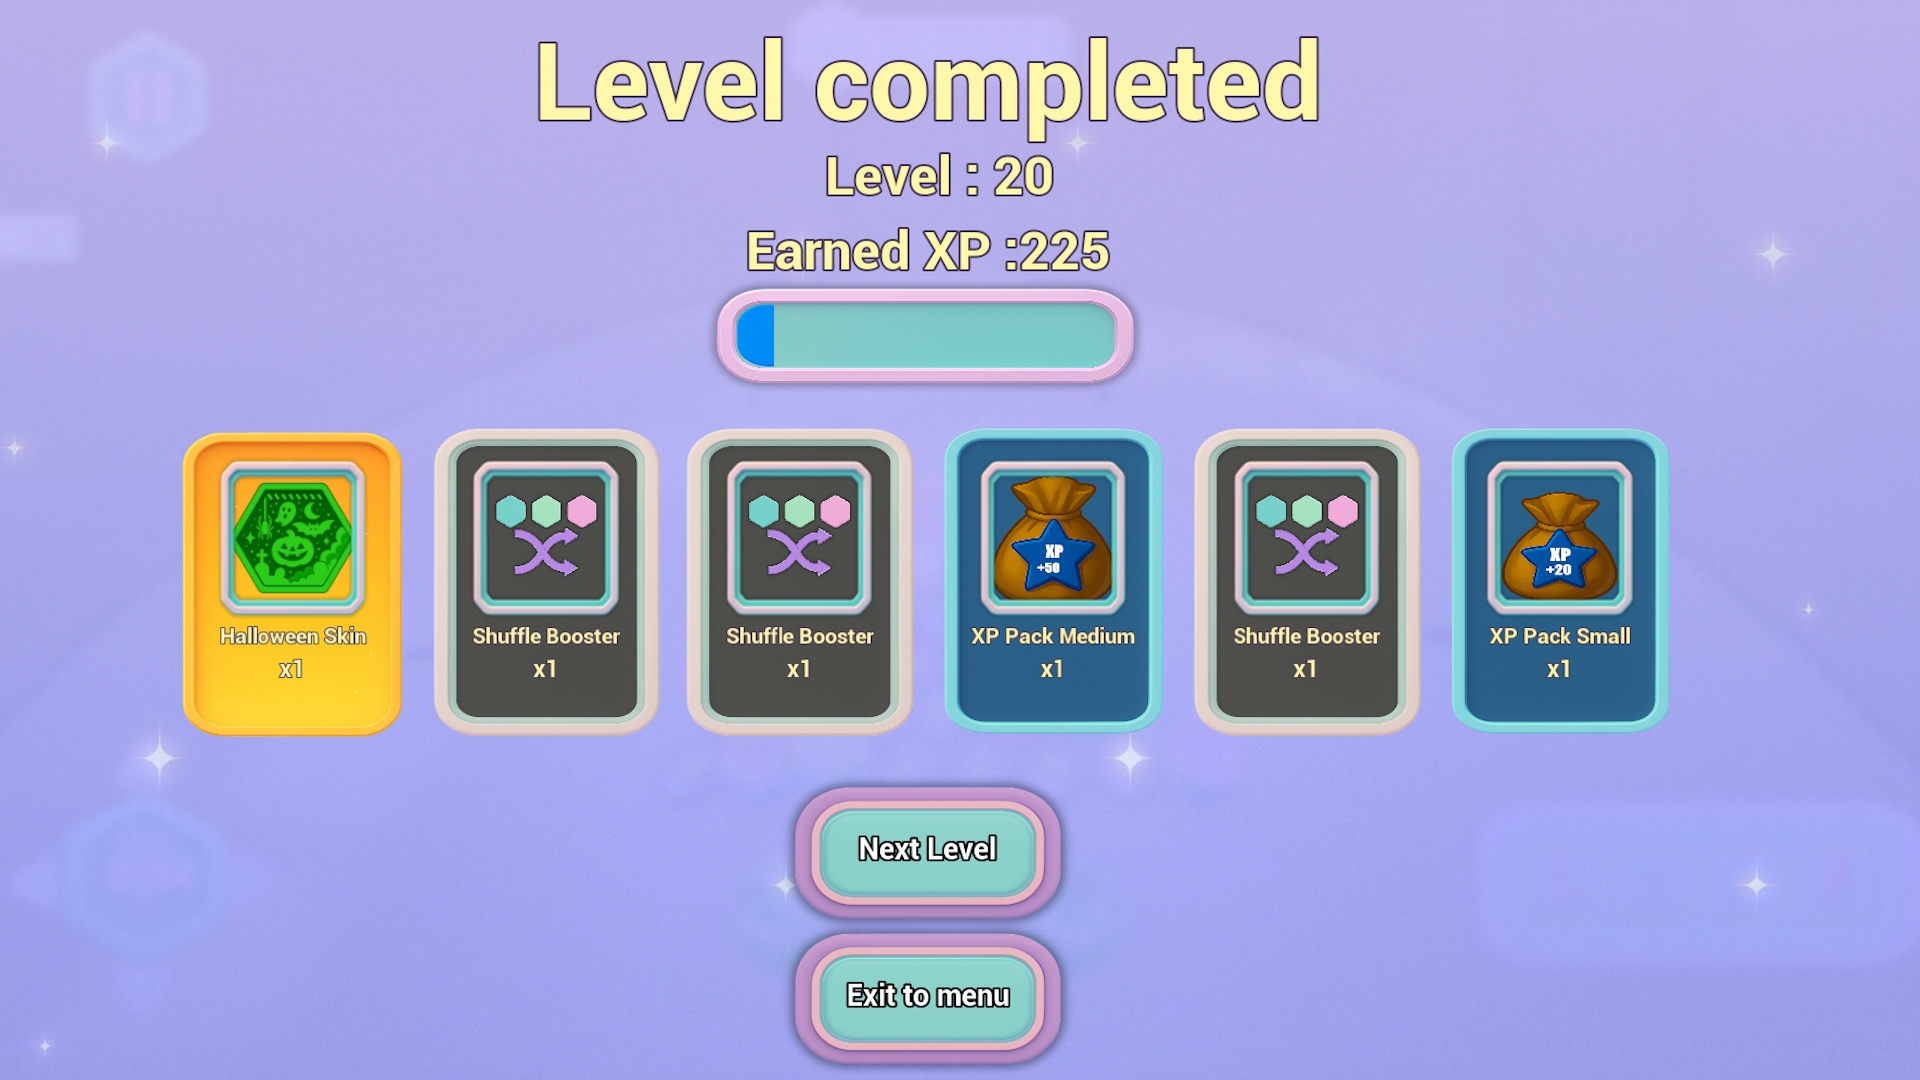 Level completed
Level : 20
Earned XP :225
Halloween Skin
x1
Shuffle Booster
x1
Shuffle Booster
x1
XP
+50
XP Pack Medium
x1
Shuffle Booster
x1
XP
+20
XP Pack Small
x1
Next Level
Exit to menu